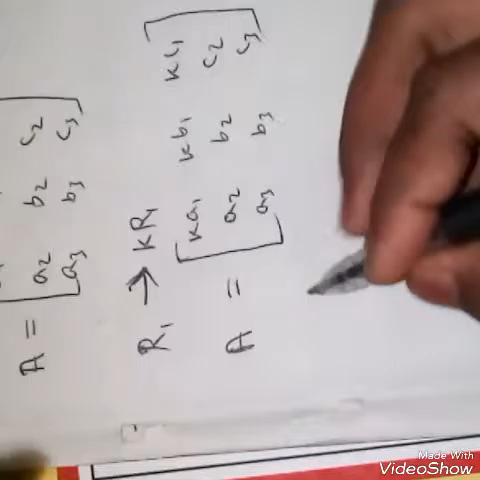 A = [ a2 b2 c2
a3 b3 c3 ]
R1 → kR1
A = [ ka1 kb1 kc1
a2 b2 c2
a3 b3 c3 ]
Made With
VideoShow